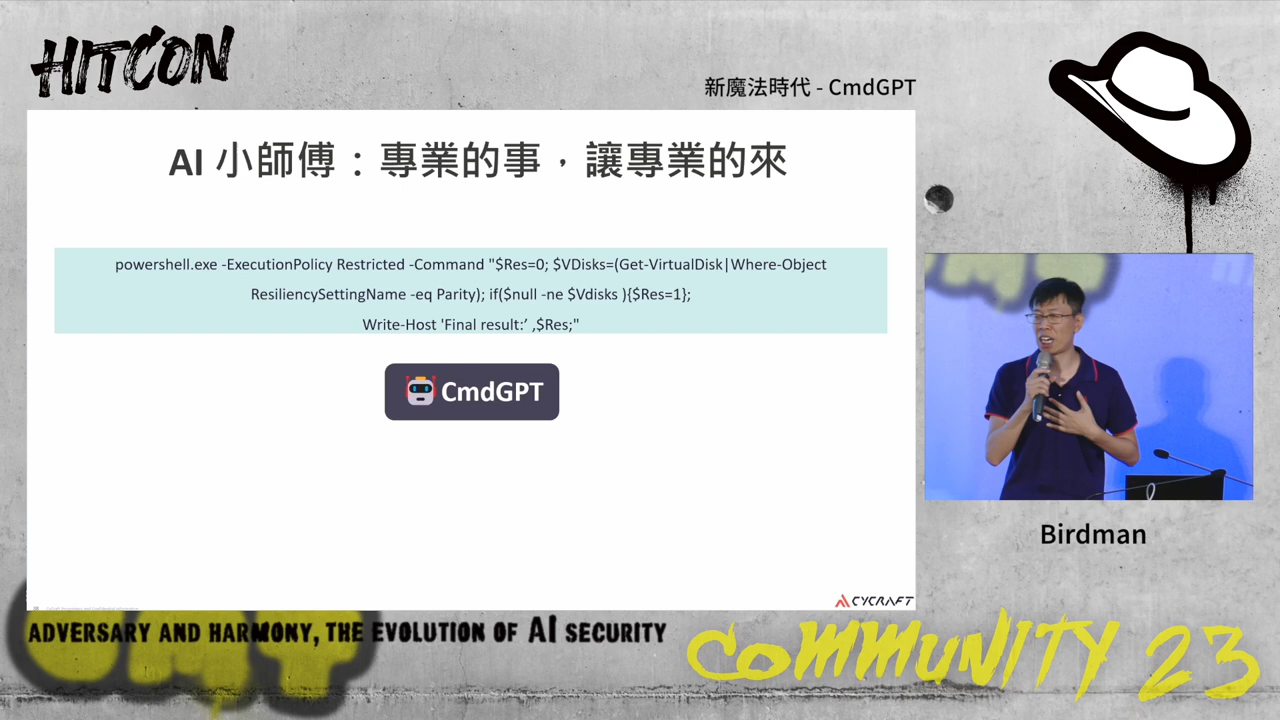 HITCON
新魔法時代 - CmdGPT
AI 小師傅：專業的事，讓專業的來
powershell.exe -ExecutionPolicy Restricted -Command "$Res=0; $VDisks=(Get-VirtualDisk|Where-Object
ResiliencySettingName -eq Parity); if($null -ne $Vdisks ){$Res=1};
Write-Host 'Final result:’ ,$Res;"
CmdGPT
Birdman
CYCRAFT
ADVERSARY AND HARMONY, THE EVOLUTION OF AI SECURITY
COMMUNITY 23